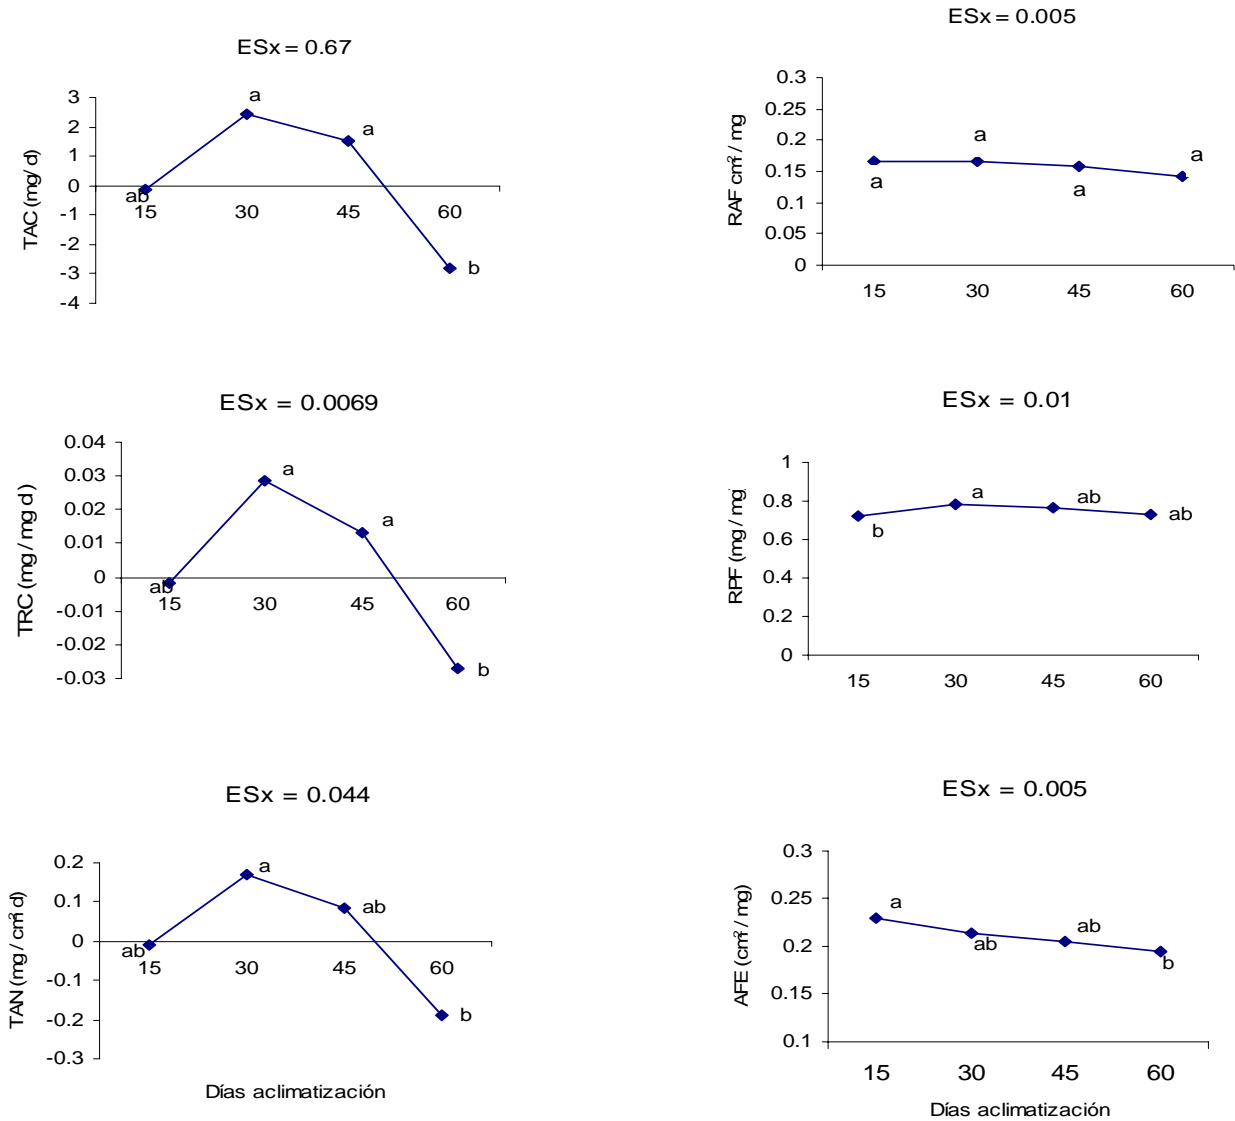 ESx = 0.67
TAC (mg/ d)
3
2
1
0
-1
-2
-3
-4
15 30 45 60
ab a a b
ESx = 0.005
RAF cm² / mg
0.3
0.25
0.2
0.15
0.1
0.05
0
15 30 45 60
a a a a
ESx = 0.0069
TRC (mg / mg d)
0.04
0.03
0.02
0.01
0
-0.01
-0.02
-0.03
15 30 45 60
ab a a b
ESx = 0.01
RPF (mg / mg)
1
0.8
0.6
0.4
0.2
0
15 30 45 60
b a ab ab
ESx = 0.044
TAN (mg / cm² d)
0.2
0.1
0
-0.1
-0.2
-0.3
15 30 45 60
ab a ab b
Días aclimatización
ESx = 0.005
AFE (cm² / mg)
0.3
0.25
0.2
0.15
0.1
15 30 45 60
a ab ab b
Días aclimatización